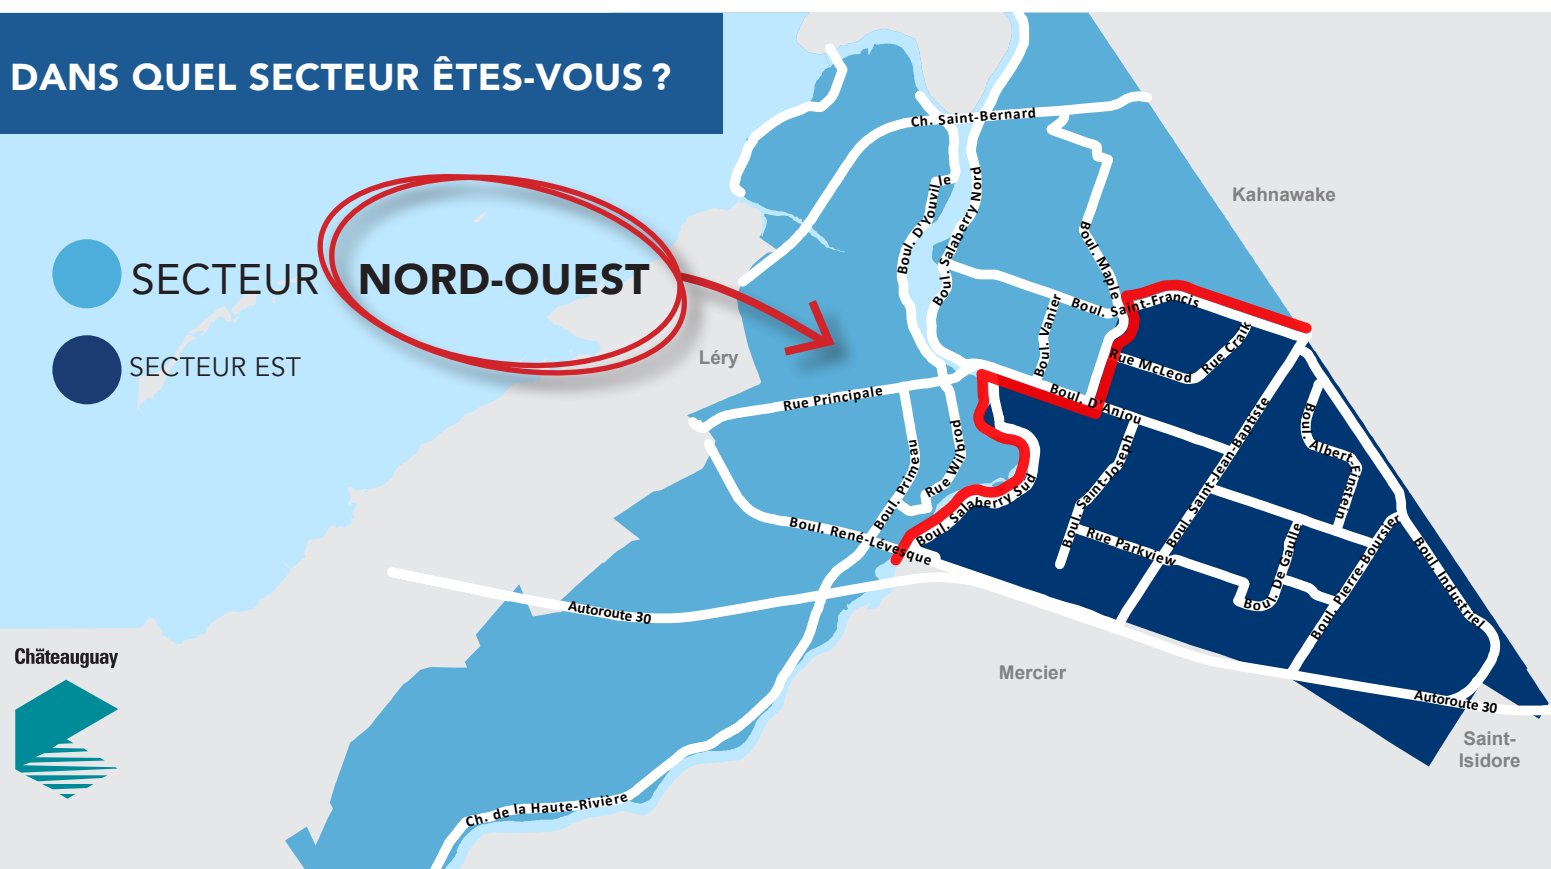 DANS QUEL SECTEUR ÊTES-VOUS ?
SECTEUR NORD-OUEST
SECTEUR EST
Châteauguay
Ch. Saint-Bernard
Kahnawake
Boul. D'Youville
Boul. Salaberry Nord
Boul. Maple
Boul. Saint-Francis
Boul. Vanier
Rue McLeod
Rue Craik
Léry
Rue Principale
Boul. D'Anjou
Boul. Saint-Jean-Baptiste
Boul. Albert-Einstein
Boul. Primeau
Rue Wilbrod
Boul. Saint-Joseph
Boul. Salaberry Sud
Boul. René-Lévesque
Rue Parkview
Boul. De Gaulle
Boul. Pierre-Boursier
Boul. Industriel
Autoroute 30
Mercier
Autoroute 30
Saint-
Isidore
Ch. de la Haute-Rivière